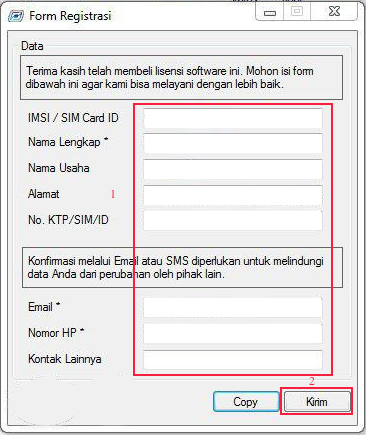 Form Registrasi
Data
Terima kasih telah membeli lisensi software ini. Mohon isi form
dibawah ini agar kami bisa melayani dengan lebih baik.
IMSI / SIM Card ID
Nama Lengkap *
Nama Usaha
Alamat 1
No. KTP/SIM/ID
Konfirmasi melalui Email atau SMS diperlukan untuk melindungi
data Anda dari perubahan oleh pihak lain.
Email *
Nomor HP *
Kontak Lainnya
2
Copy Kirim